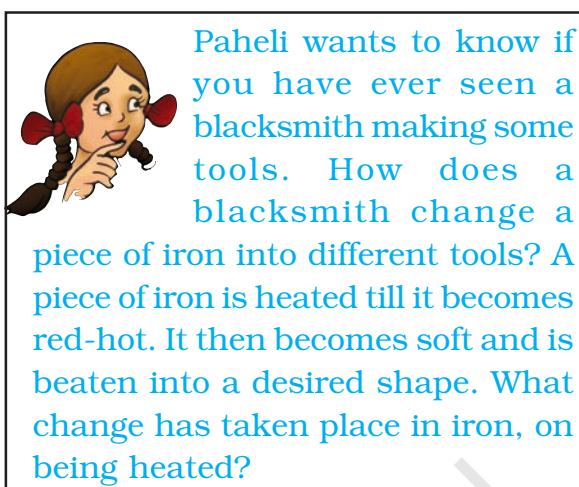 Paheli wants to know if
you have ever seen a
blacksmith making some
tools. How does a
blacksmith change a
piece of iron into different tools? A
piece of iron is heated till it becomes
red-hot. It then becomes soft and is
beaten into a desired shape. What
change has taken place in iron, on
being heated?